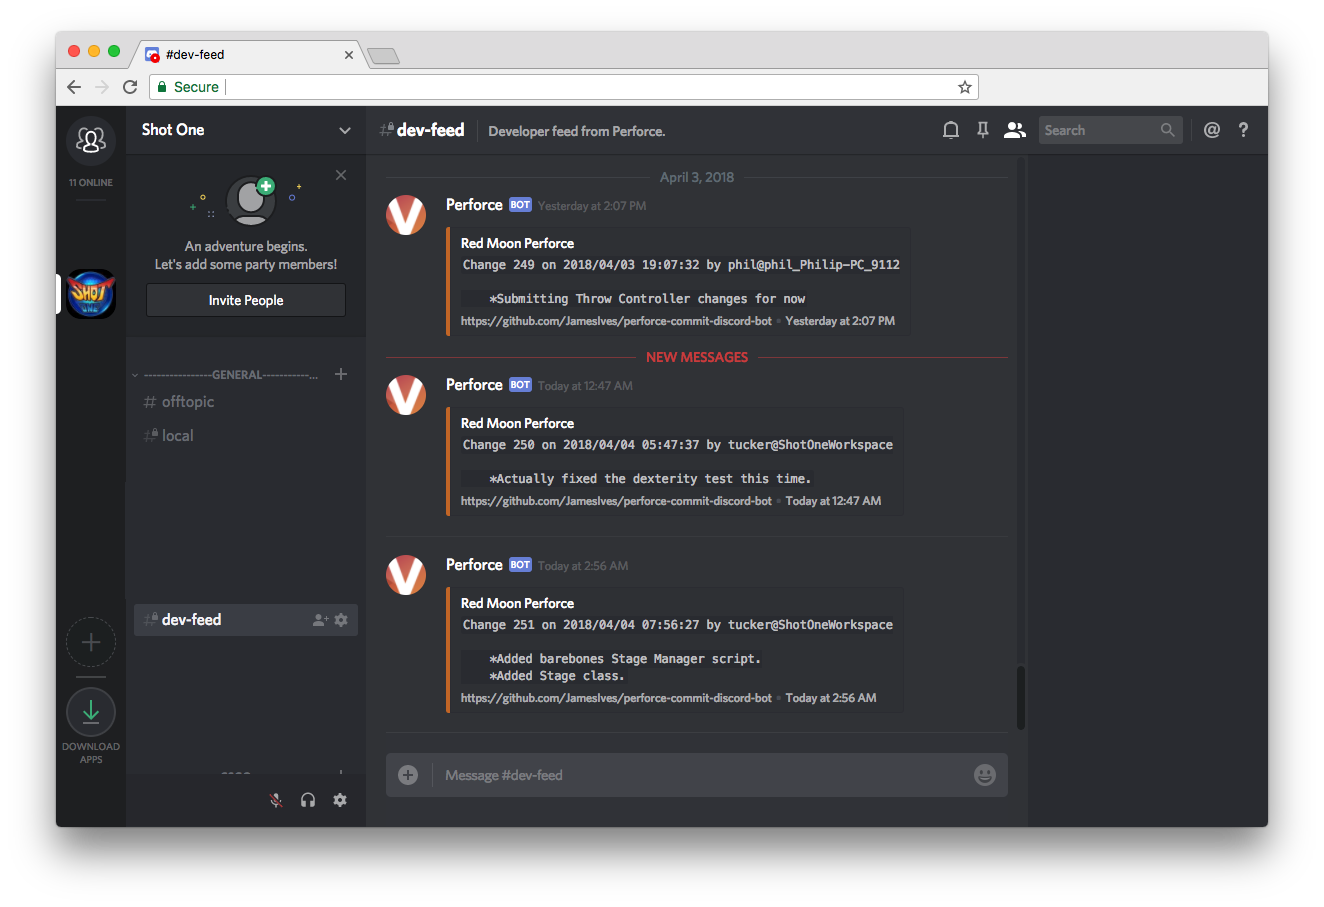 #dev-feed
Secure
Shot One
dev-feed
Developer feed from Perforce.
Search
@
?
11 ONLINE
An adventure begins.
Let's add some party members!
Invite People
SHOT
ONE
----------------GENERAL-----------...
# offtopic
# local
# dev-feed
DOWNLOAD
APPS
April 3, 2018
Perforce BOT Yesterday at 2:07 PM
Red Moon Perforce
Change 249 on 2018/04/03 19:07:32 by phil@phil_Philip-PC_9112
*Submitting Throw Controller changes for now
https://github.com/JamesIves/perforce-commit-discord-bot • Yesterday at 2:07 PM
NEW MESSAGES
Perforce BOT Today at 12:47 AM
Red Moon Perforce
Change 250 on 2018/04/04 05:47:37 by tucker@ShotOneWorkspace
*Actually fixed the dexterity test this time.
https://github.com/JamesIves/perforce-commit-discord-bot • Today at 12:47 AM
Perforce BOT Today at 2:56 AM
Red Moon Perforce
Change 251 on 2018/04/04 07:56:27 by tucker@ShotOneWorkspace
*Added barebones Stage Manager script.
*Added Stage class.
https://github.com/JamesIves/perforce-commit-discord-bot • Today at 2:56 AM
Message #dev-feed